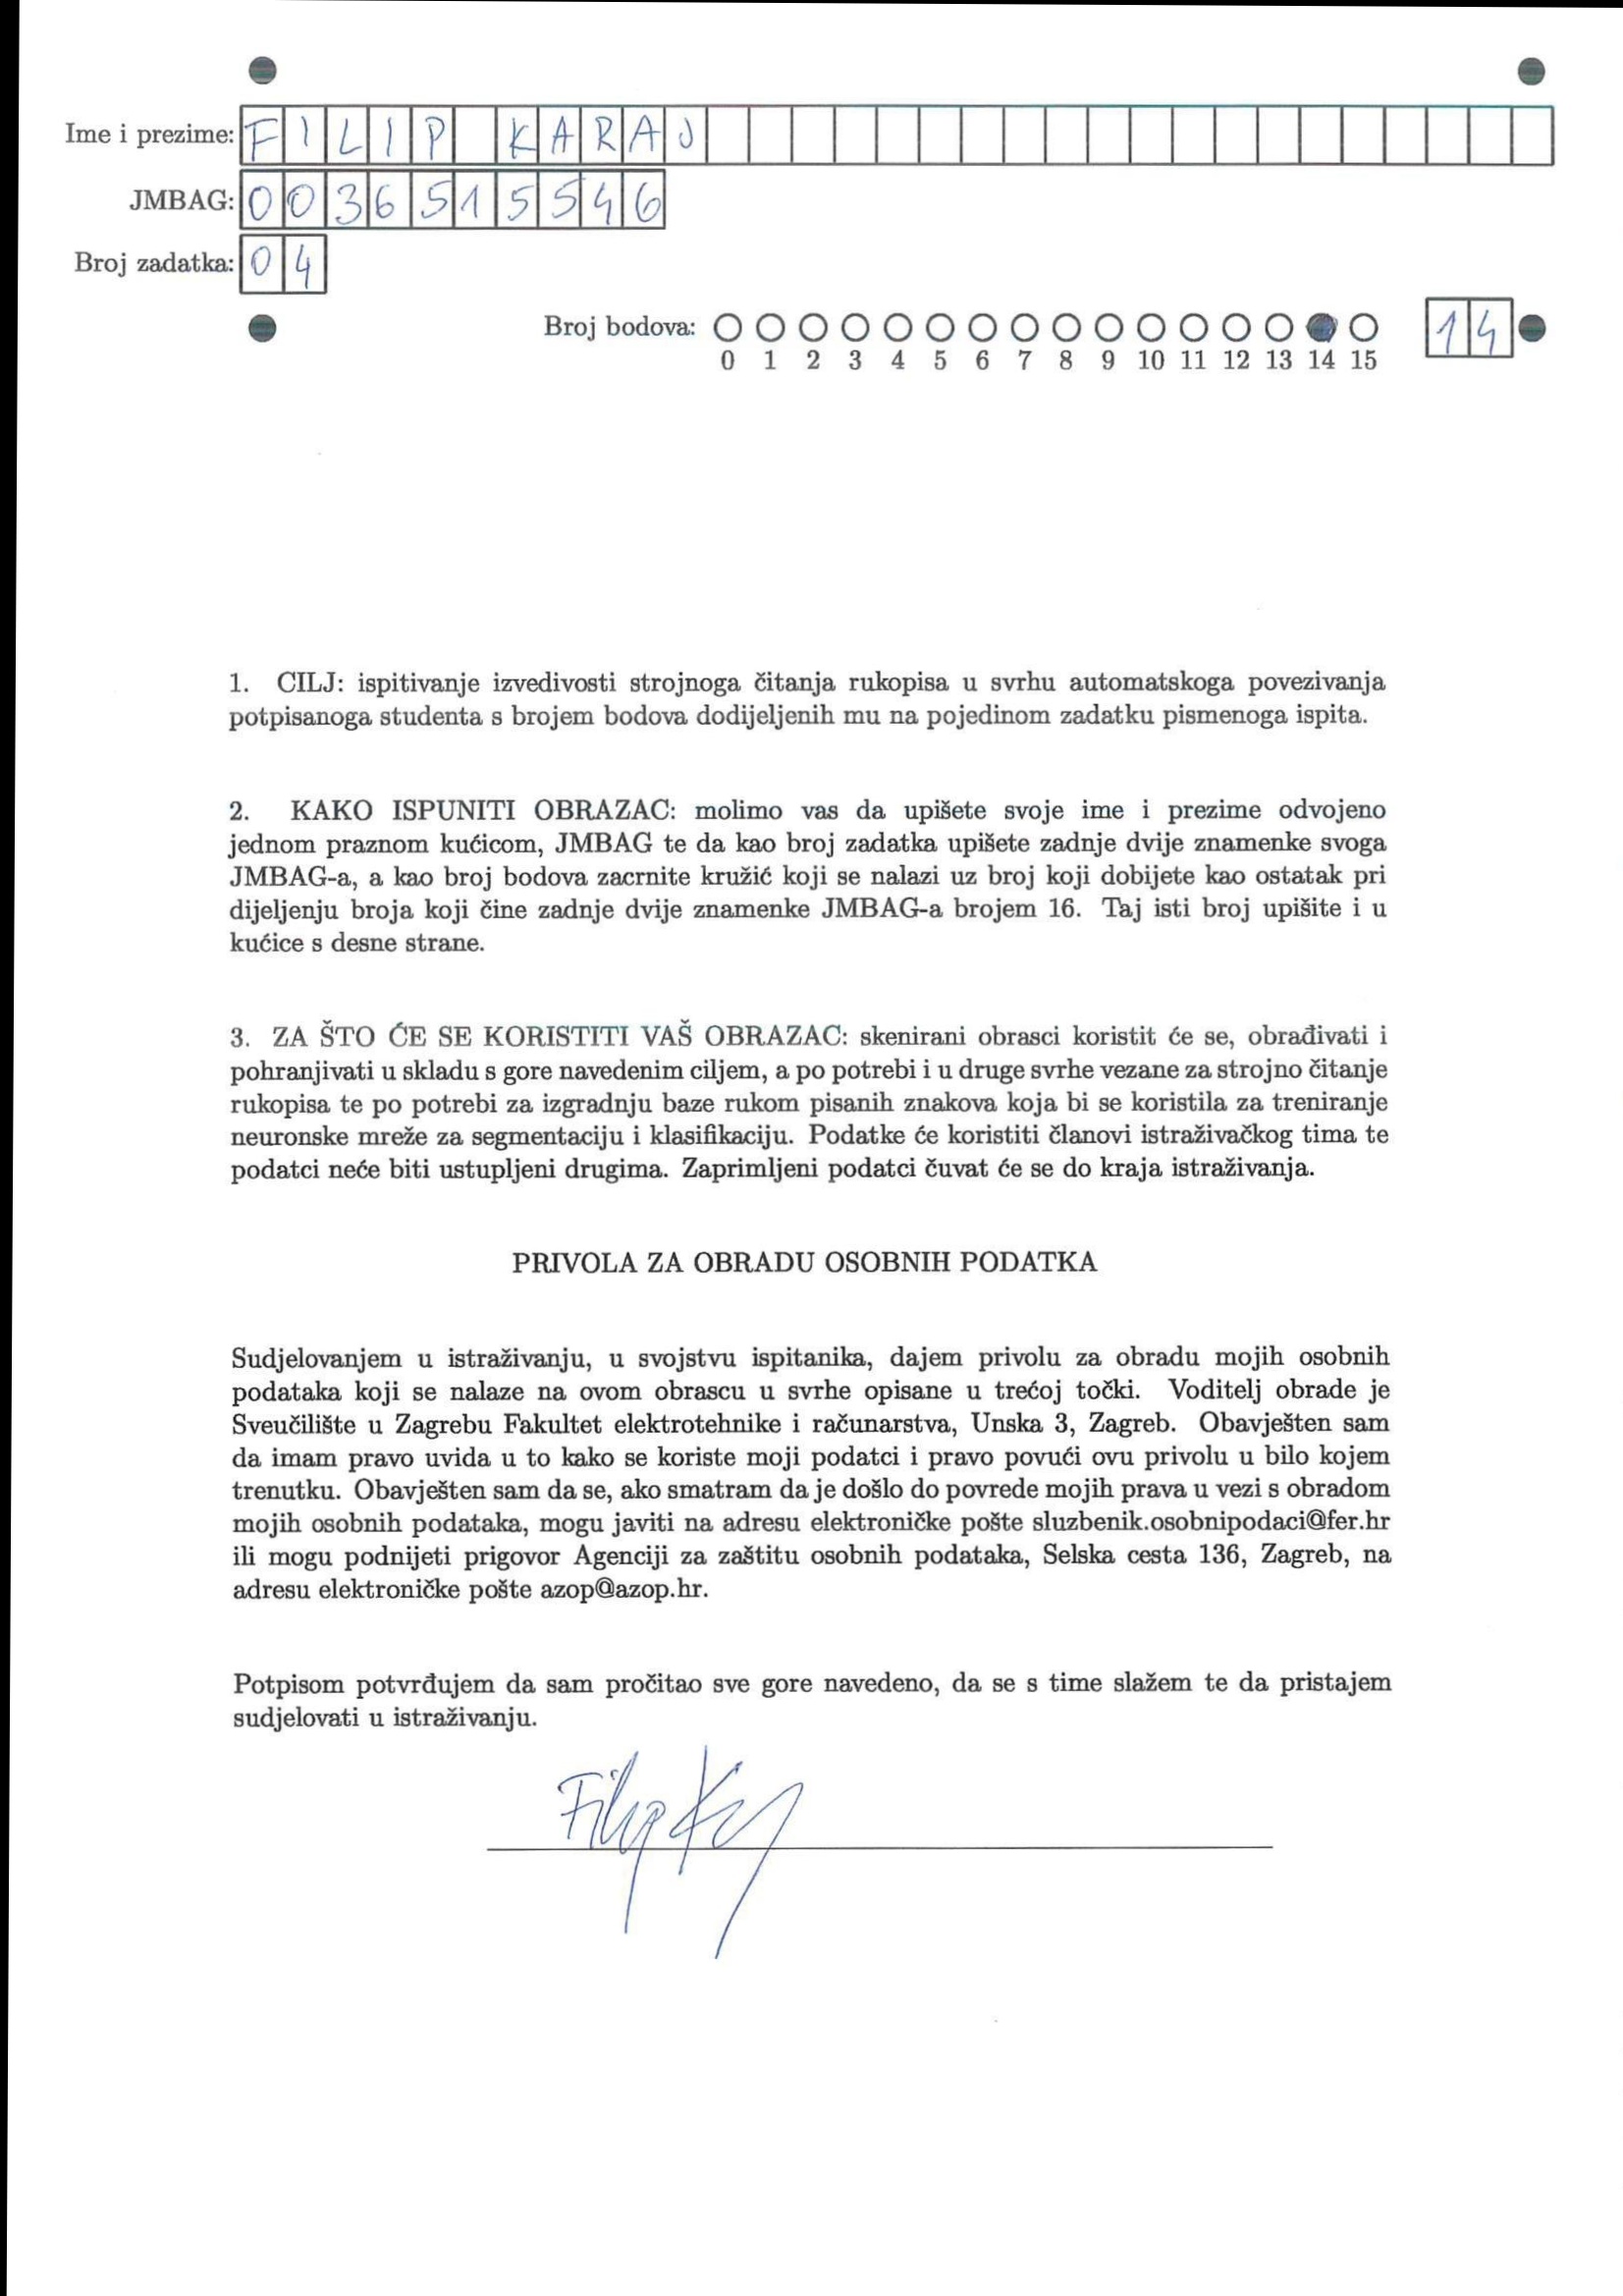 Ime i prezime: FILIP KARAJ
JMBAG: 0036515546
Broj zadatka: 04
Broj bodova: 14
0 1 2 3 4 5 6 7 8 9 10 11 12 13 14 15
1. CILJ: ispitivanje izvedivosti strojnoga čitanja rukopisa u svrhu automatskoga povezivanja
potpisanoga studenta s brojem bodova dodijeljenih mu na pojedinom zadatku pismenoga ispita.
2. KAKO ISPUNITI OBRAZAC: molimo vas da upišete svoje ime i prezime odvojeno
jednom praznom kućicom, JMBAG te da kao broj zadatka upišete zadnje dvije znamenke svoga
JMBAG-a, a kao broj bodova zacrnite kružić koji se nalazi uz broj koji dobijete kao ostatak pri
dijeljenju broja koji čine zadnje dvije znamenke JMBAG-a brojem 16. Taj isti broj upišite i u
kućice s desne strane.
3. ZA ŠTO ĆE SE KORISTITI VAŠ OBRAZAC: skenirani obrasci koristit će se, obrađivati i
pohranjivati u skladu s gore navedenim ciljem, a po potrebi i u druge svrhe vezane za strojno čitanje
rukopisa te po potrebi za izgradnju baze rukom pisanih znakova koja bi se koristila za treniranje
neuronske mreže za segmentaciju i klasifikaciju. Podatke će koristiti članovi istraživačkog tima te
podatci neće biti ustupljeni drugima. Zaprimljeni podatci čuvat će se do kraja istraživanja.
PRIVOLA ZA OBRADU OSOBNIH PODATKA
Sudjelovanjem u istraživanju, u svojstvu ispitanika, dajem privolu za obradu mojih osobnih
podataka koji se nalaze na ovom obrascu u svrhe opisane u trećoj točki. Voditelj obrade je
Sveučilište u Zagrebu Fakultet elektrotehnike i računarstva, Unska 3, Zagreb. Obavješten sam
da imam pravo uvida u to kako se koriste moji podatci i pravo povući ovu privolu u bilo kojem
trenutku. Obavješten sam da se, ako smatram da je došlo do povrede mojih prava u vezi s obradom
mojih osobnih podataka, mogu javiti na adresu elektroničke pošte sluzbenik.osobnipodaci@fer.hr
ili mogu podnijeti prigovor Agenciji za zaštitu osobnih podataka, Selska cesta 136, Zagreb, na
adresu elektroničke pošte azop@azop.hr.
Potpisom potvrđujem da sam pročitao sve gore navedeno, da se s time slažem te da pristajem
sudjelovati u istraživanju.
Filip